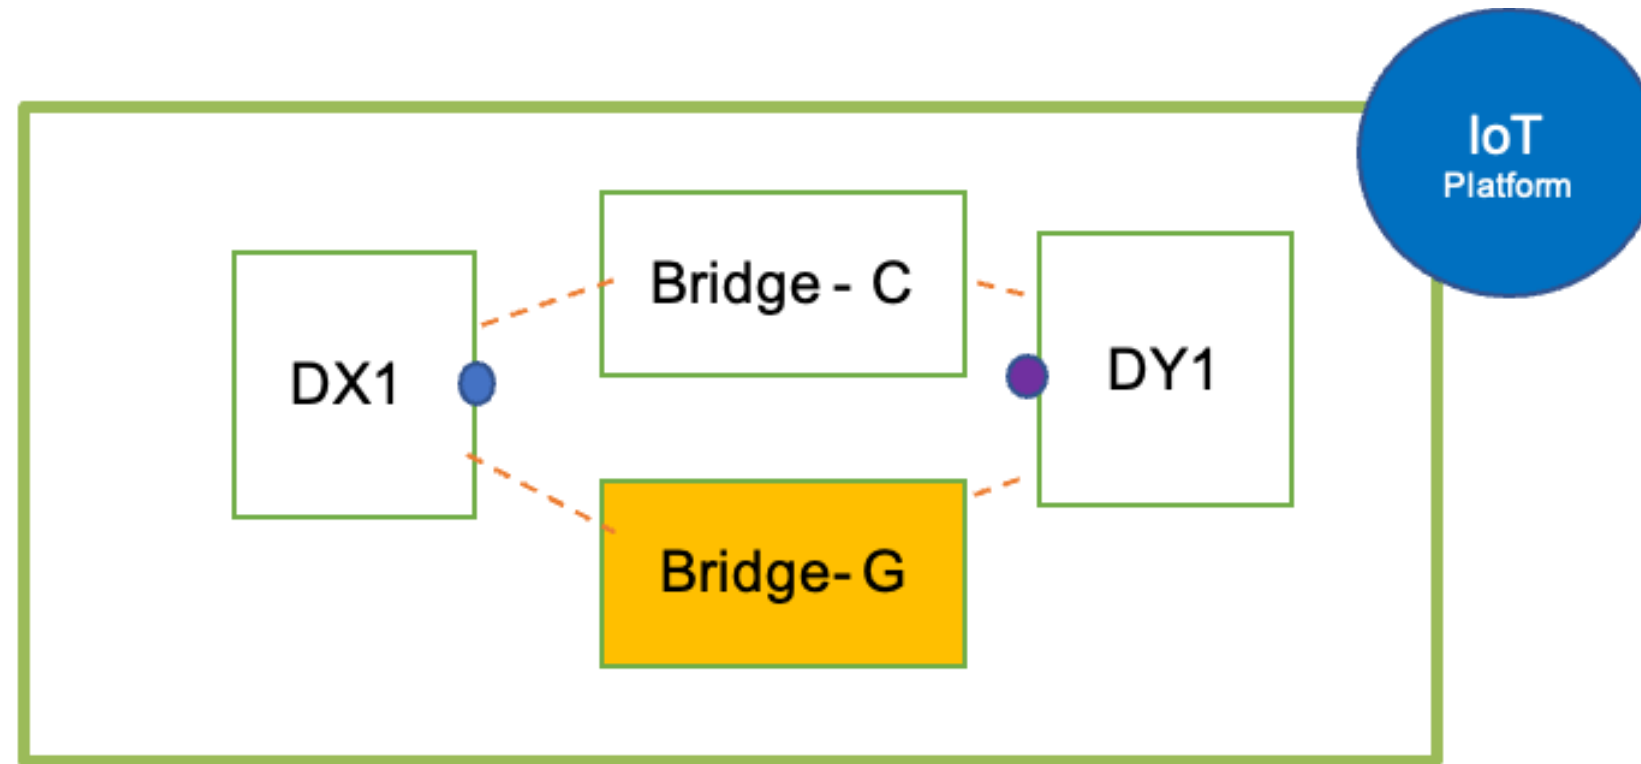 IoT
Platform
Bridge - C
DX1
DY1
Bridge- G